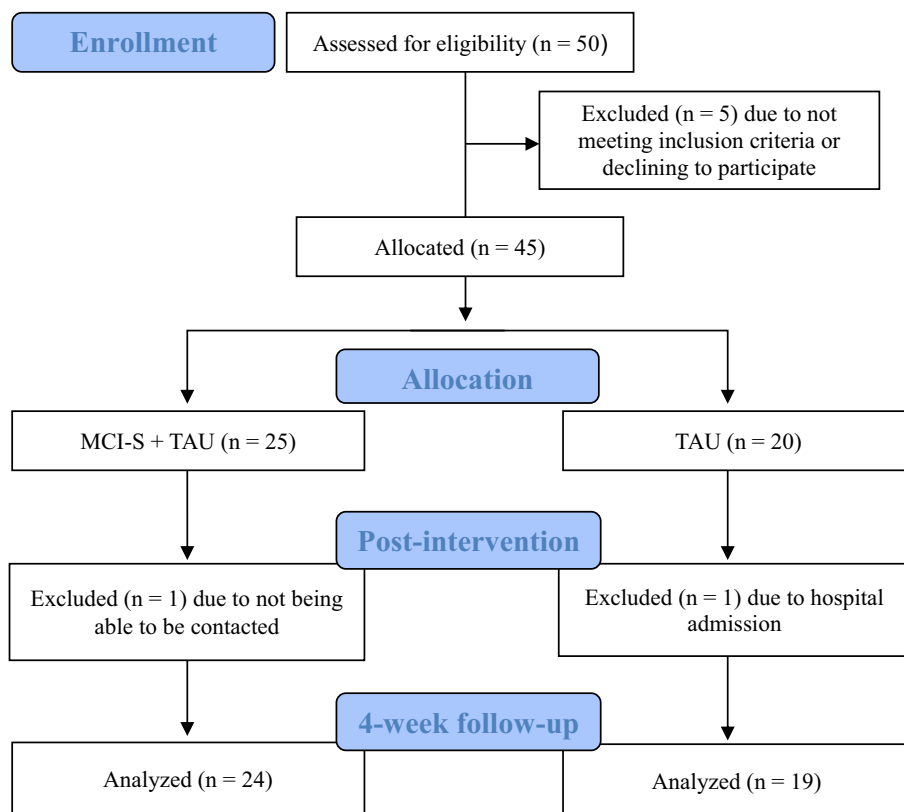 Enrollment
Assessed for eligibility (n = 50)
Excluded (n = 5) due to not
meeting inclusion criteria or
declining to participate
Allocated (n = 45)
Allocation
MCI-S + TAU (n = 25)
TAU (n = 20)
Post-intervention
Excluded (n = 1) due to not being
able to be contacted
Excluded (n = 1) due to hospital
admission
4-week follow-up
Analyzed (n = 24)
Analyzed (n = 19)